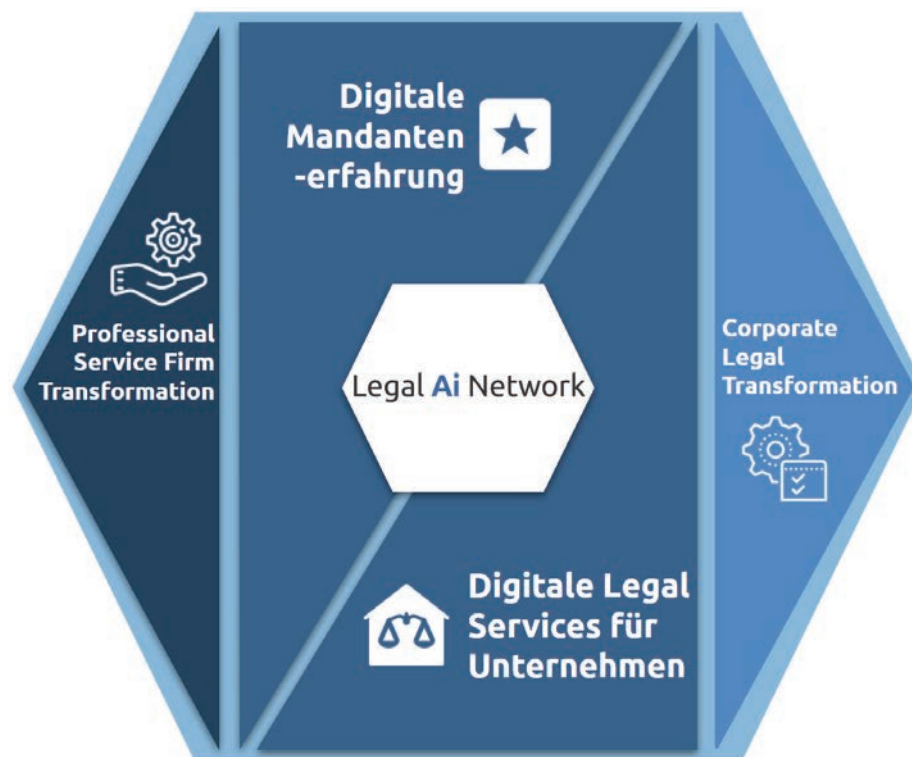 Digitale
Mandanten
-erfahrung
Professional
Service Firm
Transformation
Legal Ai Network
Corporate
Legal
Transformation
Digitale Legal
Services für
Unternehmen